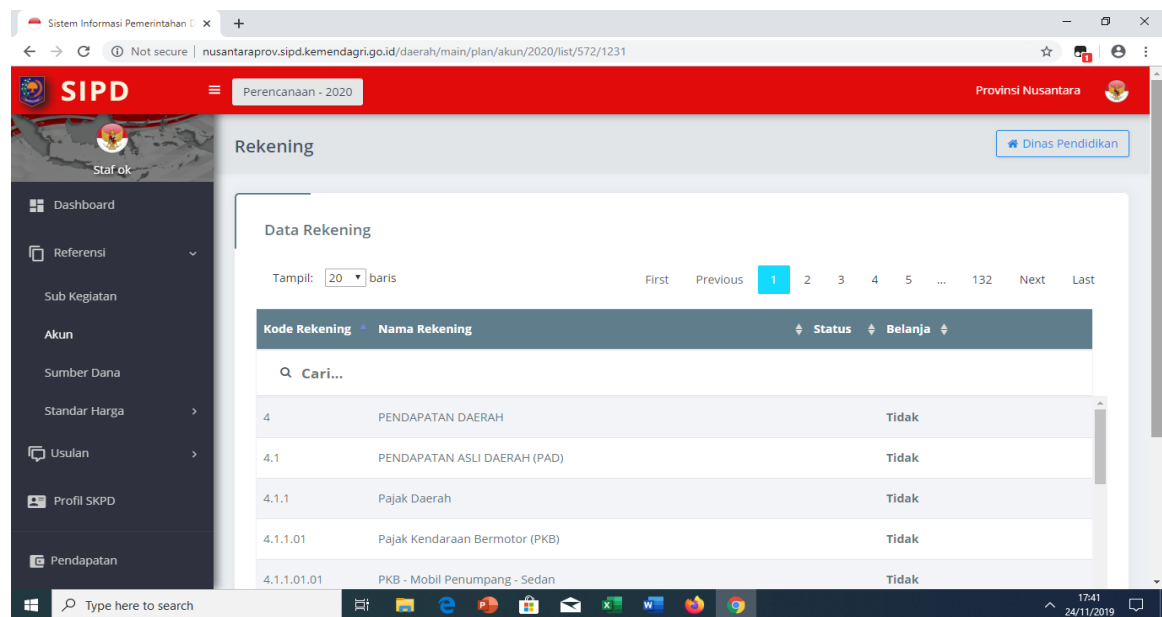 Sistem Informasi Pemerintahan D
Not secure | nusantaraprov.sipd.kemendagri.go.id/daerah/main/plan/akun/2020/list/572/1231
1
SIPD
Perencanaan - 2020
Provinsi Nusantara
Staf ok
Rekening
Dinas Pendidikan
Dashboard
Referensi
Sub Kegiatan
Akun
Sumber Dana
Standar Harga
Usulan
Profil SKPD
Pendapatan
Data Rekening
Tampil: 20 baris
First Previous 1 2 3 4 5 ... 132 Next Last
Kode Rekening Nama Rekening Status Belanja
Cari...
4 PENDAPATAN DAERAH Tidak
4.1 PENDAPATAN ASLI DAERAH (PAD) Tidak
4.1.1 Pajak Daerah Tidak
4.1.1.01 Pajak Kendaraan Bermotor (PKB) Tidak
4.1.1.01.01 PKB - Mobil Penumpang - Sedan Tidak
Type here to search
17:41
24/11/2019